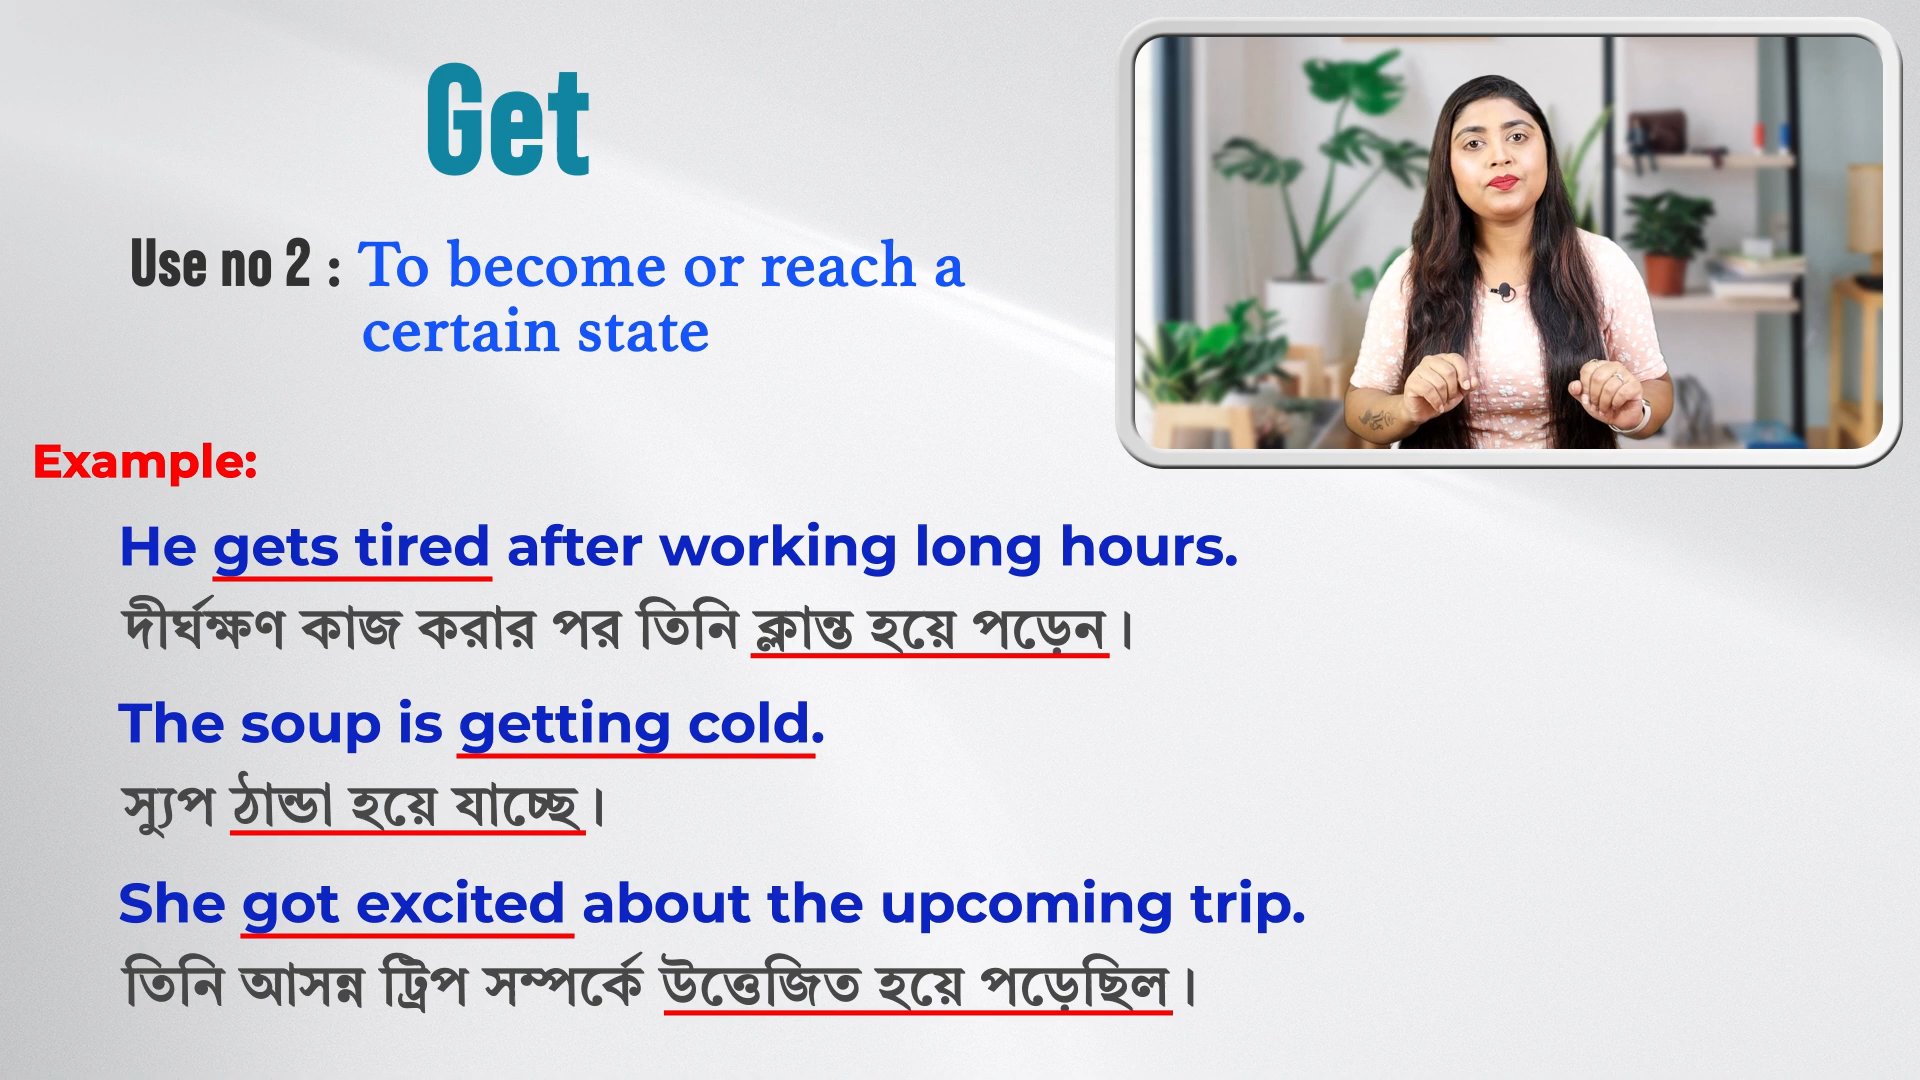 Get
Use no 2 : To become or reach a
certain state
Example:
He gets tired after working long hours.
দীর্ঘক্ষণ কাজ করার পর তিনি ক্লান্ত হয়ে পড়েন।
The soup is getting cold.
স্যুপ ঠান্ডা হয়ে যাচ্ছে।
She got excited about the upcoming trip.
তিনি আসন্ন ট্রিপ সম্পর্কে উত্তেজিত হয়ে পড়েছিল।